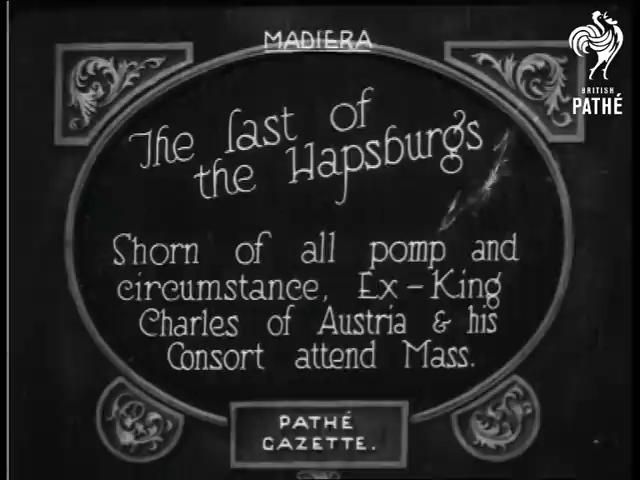 MADIERA
BRITISH
PATHÉ
The last of
the Hapsburgs
Shorn of all pomp and
circumstance, Ex-King
Charles of Austria & his
Consort attend Mass.
PATHÉ
GAZETTE.